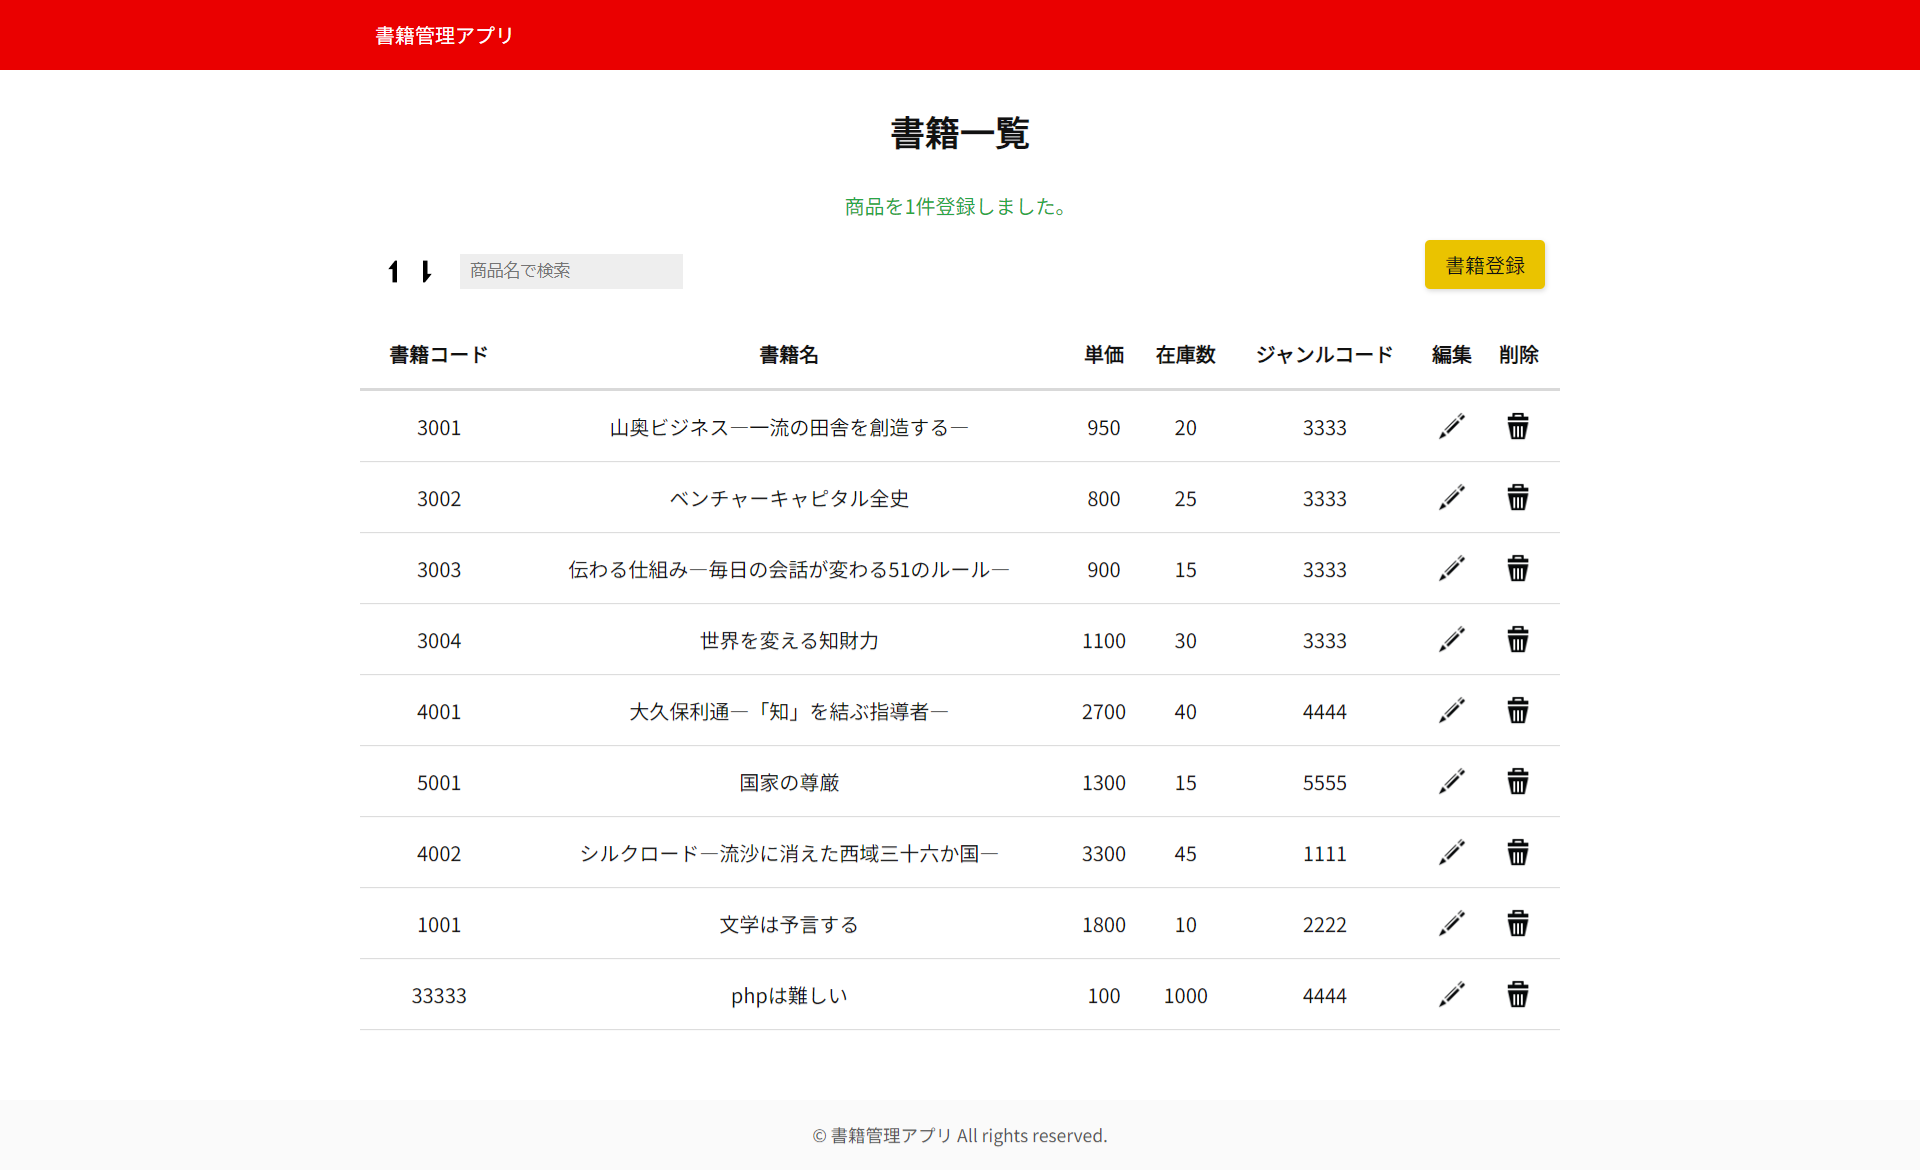 書籍管理アプリ
書籍一覧
商品を1件登録しました。
商品名で検索
書籍登録
書籍コード 書籍名 単価 在庫数 ジャンルコード 編集 削除
3001 山奥ビジネス―一流の田舎を創造する― 950 20 3333
3002 ベンチャーキャピタル全史 800 25 3333
3003 伝わる仕組み―毎日の会話が変わる51のルール― 900 15 3333
3004 世界を変える知財力 1100 30 3333
4001 大久保利通―「知」を結ぶ指導者― 2700 40 4444
5001 国家の尊厳 1300 15 5555
4002 シルクロード―流沙に消えた西域三十六か国― 3300 45 1111
1001 文学は予言する 1800 10 2222
33333 phpは難しい 100 1000 4444
© 書籍管理アプリ All rights reserved.